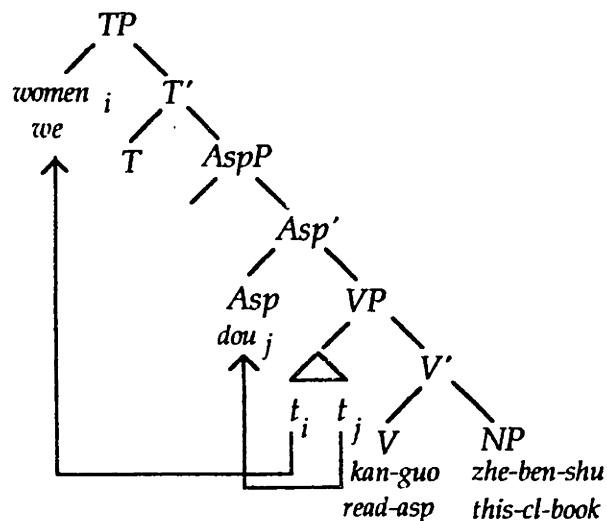 TP
women i T′
we
T AspP
Asp′
Asp VP
dou j
V′
t i t j V NP
kan-guo zhe-ben-shu
read-asp this-cl-book